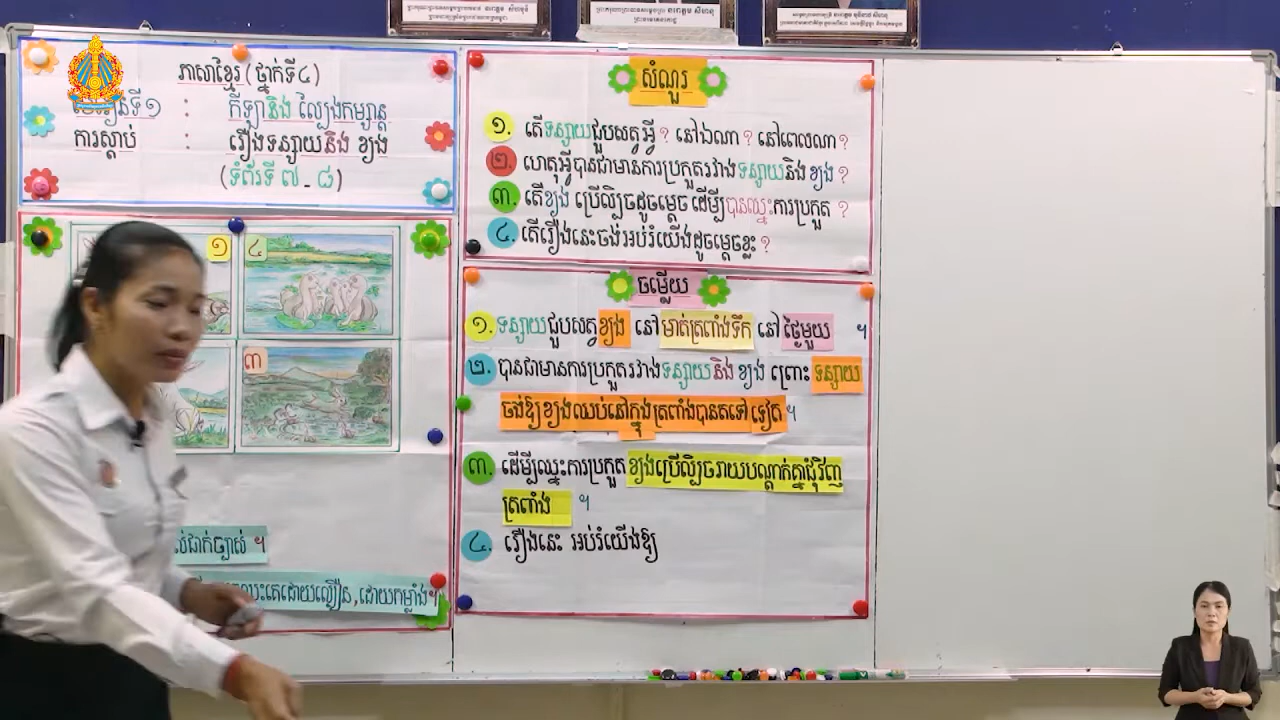 ភាសាខ្មែរ (ថ្នាក់ទី៤)
មេរៀនទី១ : កីឡានិង ល្បែងកម្សាន្ត
ការស្តាប់ : រឿងទន្សាយនិង ខ្យង
(ទំព័រទី ៧ - ៨)
១
៤
៣
ដោយល្បឿន , ដោយកម្លាំង។
សំណួរ
១. តើទន្សាយជួបសត្វអ្វី ? នៅឯណា ? នៅពេលណា ?
២. ហេតុអ្វីបានជាមានការប្រកួតរវាងទន្សាយនិង ខ្យង ?
៣. តើខ្យង ប្រើល្បិចដូចម្តេច ដើម្បីបានឈ្នះការប្រកួត ?
៤. តើរឿងនេះចង់អប់រំយើងដូចម្តេចខ្លះ ?
ចម្លើយ
១. ទន្សាយជួបសត្វខ្យង នៅមាត់ត្រពាំងទឹក នៅ ថ្ងៃមួយ ។
២. បានជាមានការប្រកួតរវាងទន្សាយនិង ខ្យង ព្រោះ ទន្សាយ
ចង់ឱ្យខ្យងឈប់នៅក្នុងត្រពាំងបានតទៅ ទៀត ។
៣. ដើម្បីឈ្នះការប្រកួត ខ្យងប្រើល្បិចរាយបណ្តាក់គ្នាជុំវិញ
ត្រពាំង ។
៤. រឿងនេះ អប់រំយើងឱ្យ